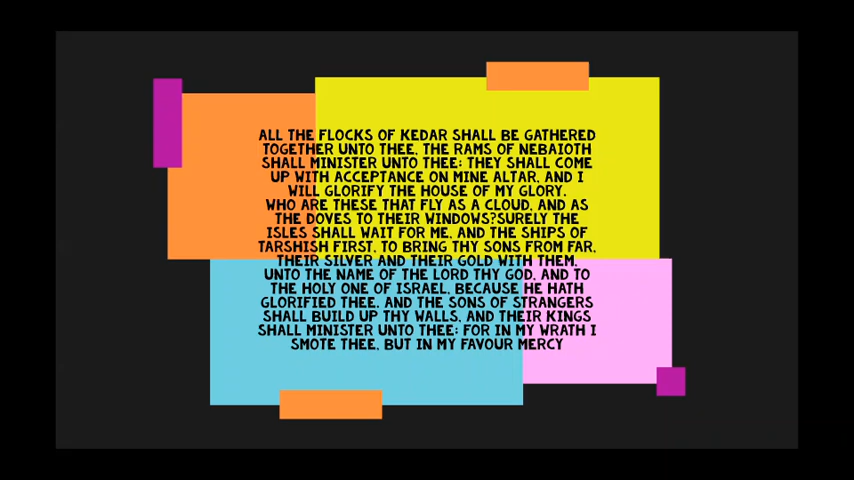 ALL THE FLOCKS OF KEDAR SHALL BE GATHERED
TOGETHER UNTO THEE, THE RAMS OF NEBAIOTH
SHALL MINISTER UNTO THEE: THEY SHALL COME
UP WITH ACCEPTANCE ON MINE ALTAR, AND I
WILL GLORIFY THE HOUSE OF MY GLORY.
WHO ARE THESE THAT FLY AS A CLOUD, AND AS
THE DOVES TO THEIR WINDOWS?SURELY THE
ISLES SHALL WAIT FOR ME, AND THE SHIPS OF
TARSHISH FIRST, TO BRING THY SONS FROM FAR,
THEIR SILVER AND THEIR GOLD WITH THEM,
UNTO THE NAME OF THE LORD THY GOD, AND TO
THE HOLY ONE OF ISRAEL, BECAUSE HE HATH
GLORIFIED THEE. AND THE SONS OF STRANGERS
SHALL BUILD UP THY WALLS, AND THEIR KINGS
SHALL MINISTER UNTO THEE: FOR IN MY WRATH I
SMOTE THEE, BUT IN MY FAVOUR MERCY